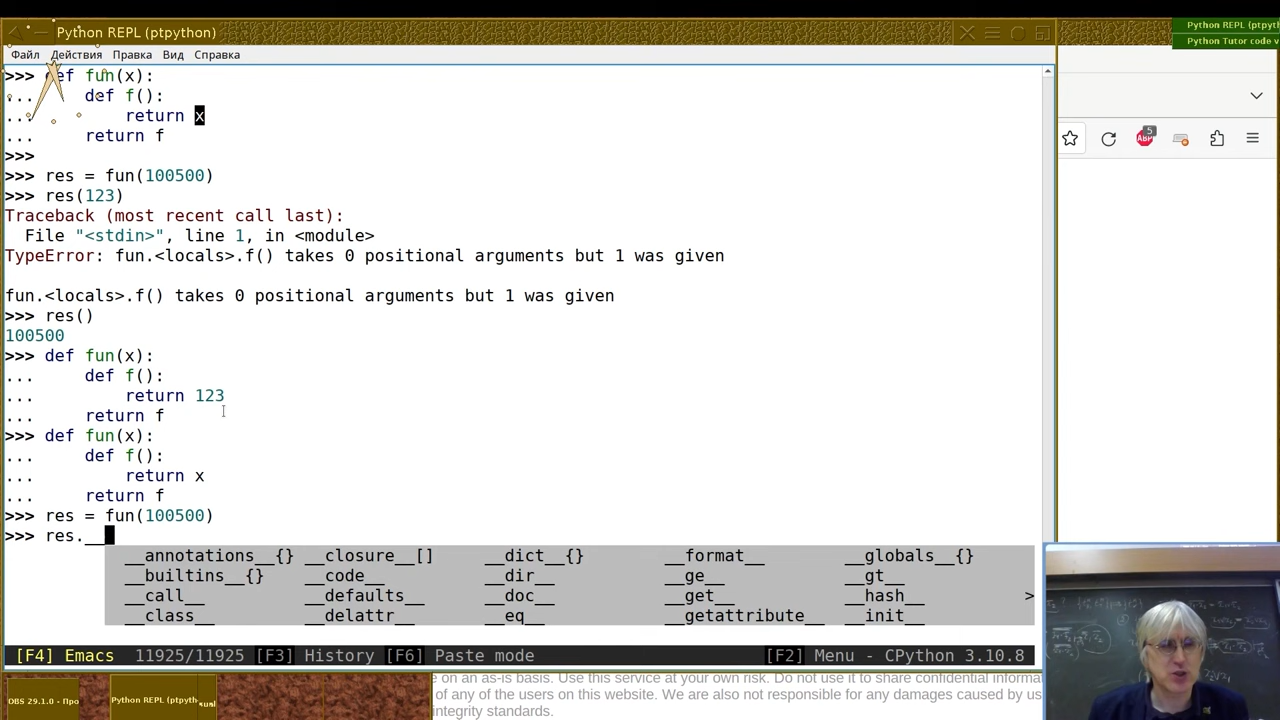 Python REPL (ptpython)
Python REPL (ptpyt
Python Tutor code v
Файл Действия Правка Вид Справка
>>> def fun(x):
...     def f():
...         return x
...     return f
>>>
>>> res = fun(100500)
>>> res(123)
Traceback (most recent call last):
  File "<stdin>", line 1, in <module>
TypeError: fun.<locals>.f() takes 0 positional arguments but 1 was given
fun.<locals>.f() takes 0 positional arguments but 1 was given
>>> res()
100500
>>> def fun(x):
...     def f():
...         return 123
...     return f
>>> def fun(x):
...     def f():
...         return x
...     return f
>>> res = fun(100500)
>>> res.__
__annotations__{} __closure__[] __dict__{} __format__ __globals__{}
__builtins__{} __code__ __dir__ __ge__ __gt__
__call__ __defaults__ __doc__ __get__ __hash__ >
__class__ __delattr__ __eq__ __getattribute__ __init__
[F4] Emacs 11925/11925 [F3] History [F6] Paste mode [F2] Menu - CPython 3.10.8
ABP 5
e on an as-is basis. Use this service at your own risk. Do not use it to share confidential informa
of any of the users on this website. We are also not responsible for any damages caused by us
integrity standards.
OBS 29.1.0 - Про
Python REPL (ptpyth